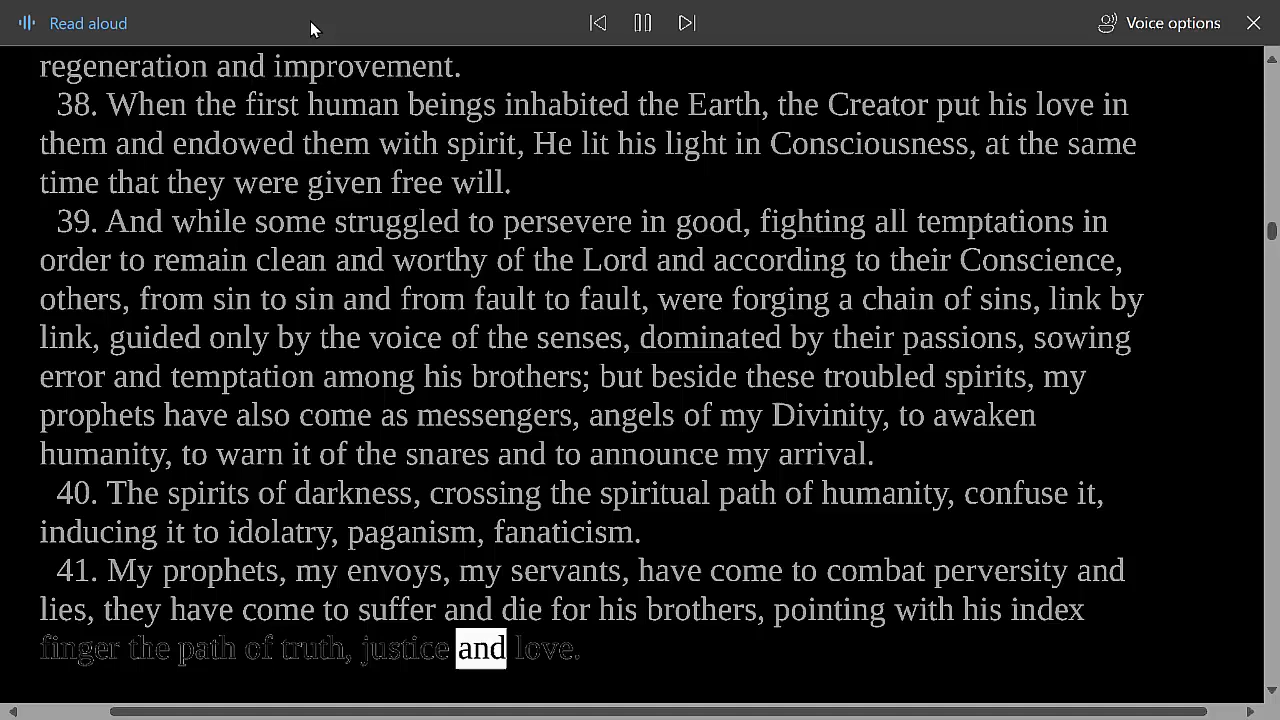 Read aloud
Voice options
regeneration and improvement.
38. When the first human beings inhabited the Earth, the Creator put his love in
them and endowed them with spirit, He lit his light in Consciousness, at the same
time that they were given free will.
39. And while some struggled to persevere in good, fighting all temptations in
order to remain clean and worthy of the Lord and according to their Conscience,
others, from sin to sin and from fault to fault, were forging a chain of sins, link by
link, guided only by the voice of the senses, dominated by their passions, sowing
error and temptation among his brothers; but beside these troubled spirits, my
prophets have also come as messengers, angels of my Divinity, to awaken
humanity, to warn it of the snares and to announce my arrival.
40. The spirits of darkness, crossing the spiritual path of humanity, confuse it,
inducing it to idolatry, paganism, fanaticism.
41. My prophets, my envoys, my servants, have come to combat perversity and
lies, they have come to suffer and die for his brothers, pointing with his index
finger the path of truth, justice and love.